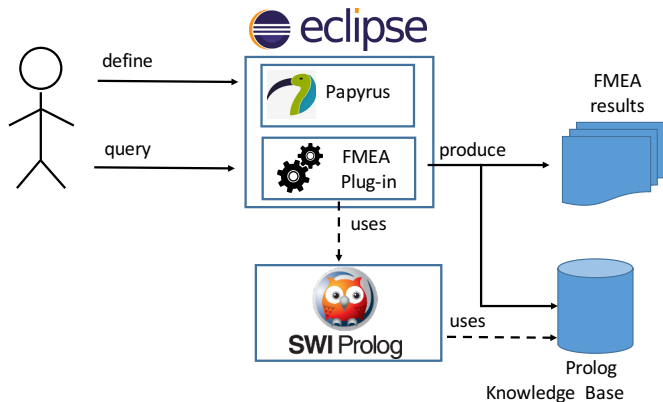 eclipse
define
Papyrus
FMEA
results
query
FMEA
Plug-in
produce
uses
SWI Prolog
uses
Prolog
Knowledge Base